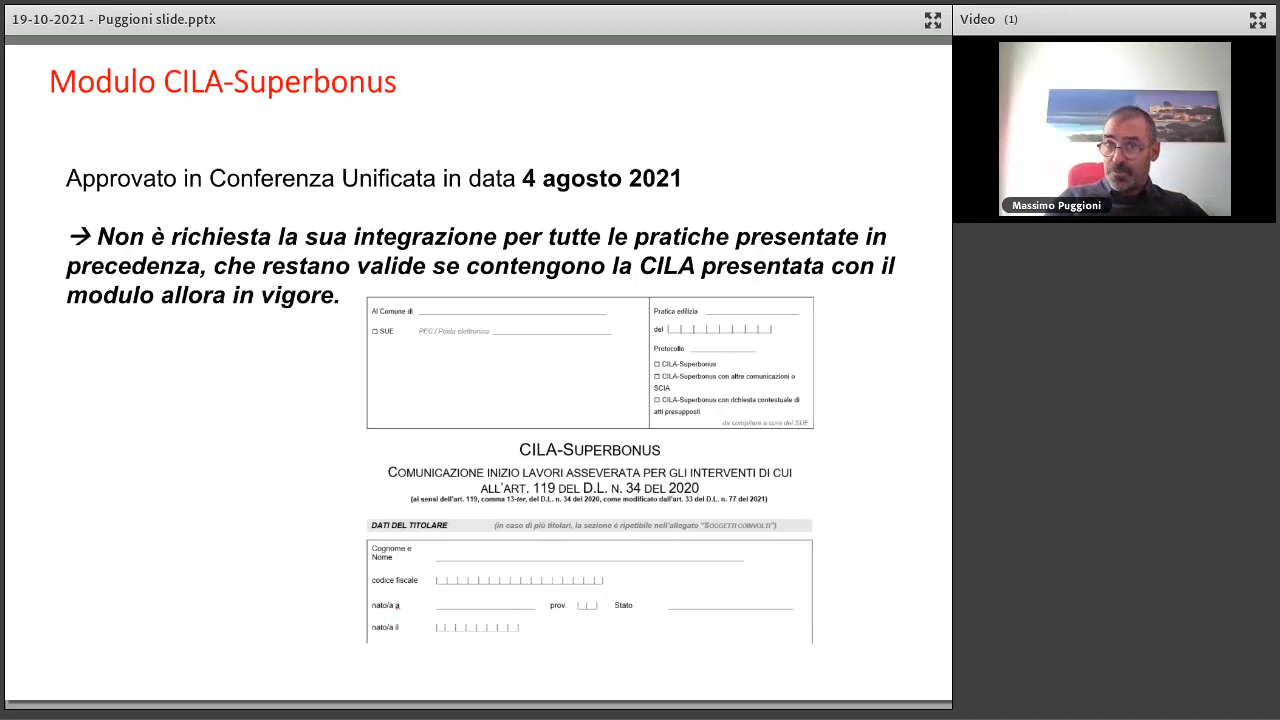 19-10-2021 - Puggioni slide.pptx
Video (1)
Massimo Puggioni
Modulo CILA-Superbonus
Approvato in Conferenza Unificata in data 4 agosto 2021
→ Non è richiesta la sua integrazione per tutte le pratiche presentate in
precedenza, che restano valide se contengono la CILA presentata con il
modulo allora in vigore.
Al Comune di
☐ SUE PEC / Posta elettronica
Pratica edilizia
del
Protocollo
☐ CILA-Superbonus
☐ CILA-Superbonus con altre comunicazioni o
SCIA
☐ CILA-Superbonus con richiesta contestuale di
atti presupposti
da compilare a cura del SUE
CILA-SUPERBONUS
COMUNICAZIONE INIZIO LAVORI ASSEVERATA PER GLI INTERVENTI DI CUI
ALL'ART. 119 DEL D.L. N. 34 DEL 2020
(ai sensi dell'art. 119, comma 13-ter, del D.L. n. 34 del 2020, come modificato dall'art. 33 del D.L. n. 77 del 2021)
DATI DEL TITOLARE (in caso di più titolari, la sezione è ripetibile nell'allegato "SOGGETTI COINVOLTI")
Cognome e
Nome
codice fiscale
nato/a a prov. Stato
nato/a il